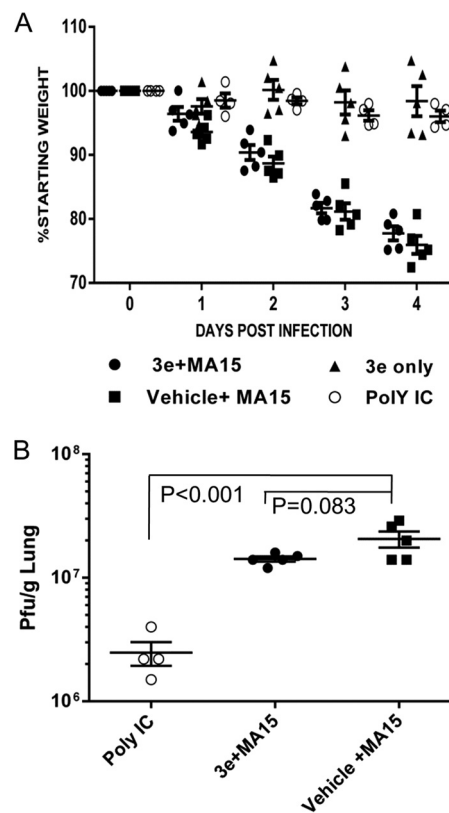 A
110
100
90
80
70
%STARTING WEIGHT
0 1 2 3 4
DAYS POST INFECTION
3e+MA15
3e only
Vehicle+ MA15
PolY IC
B
10^8
P<0.001
P=0.083
10^7
10^6
Pfu/g Lung
Poly IC
3e+MA15
Vehicle +MA15